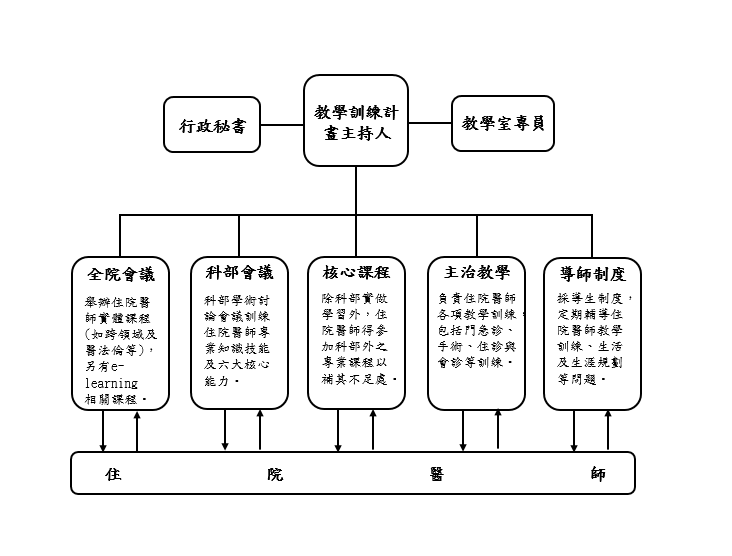 行政秘書
教學訓練計
畫主持人
教學室專員
全院會議
舉辦住院醫
師實體課程
(如跨領域及
醫法倫等)，
另有e-
learning
相關課程。
科部會議
科部學術討
論會議訓練
住院醫師專
業知識技能
及六大核心
能力。
核心課程
除科部實做
學習外，住
院醫師得參
加科部外之
專業課程以
補其不足處。
主治教學
負責住院醫師
各項教學訓練，
包括門急診、
手術、住診與
會診等訓練。
導師制度
採導生制度，
定期輔導住
院醫師教學
訓練、生活
及生涯規劃
等問題。
住 院 醫 師